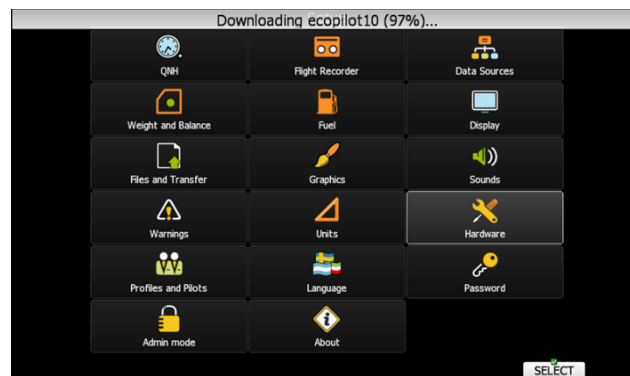 Downloading ecopilot10 (97%)...
QNH
Flight Recorder
Data Sources
Weight and Balance
Fuel
Display
Files and Transfer
Graphics
Sounds
Warnings
Units
Hardware
Profiles and Pilots
Language
Password
Admin mode
About
SELECT